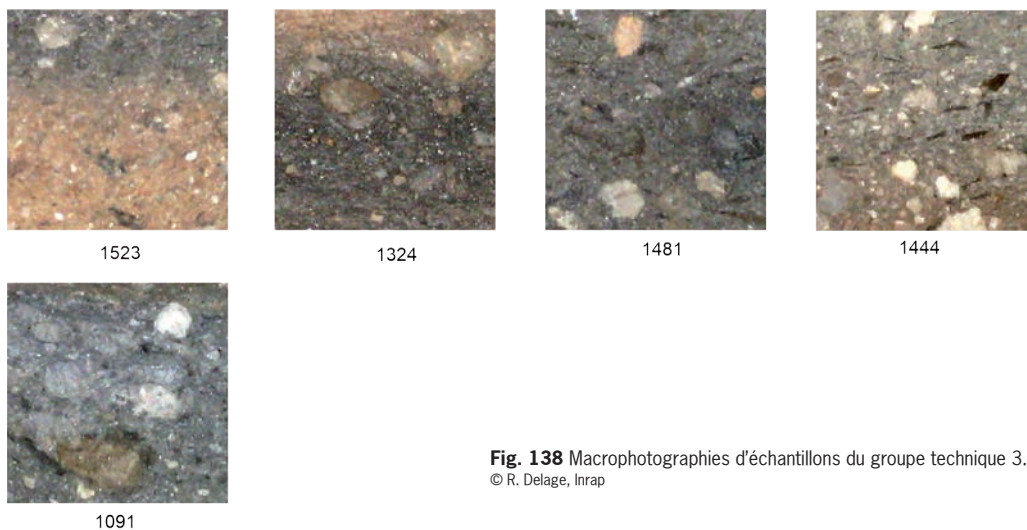 1523
1324
1481
1444
1091
Fig. 138 Macrophotographies d'échantillons du groupe technique 3.
© R. Delage, Inrap